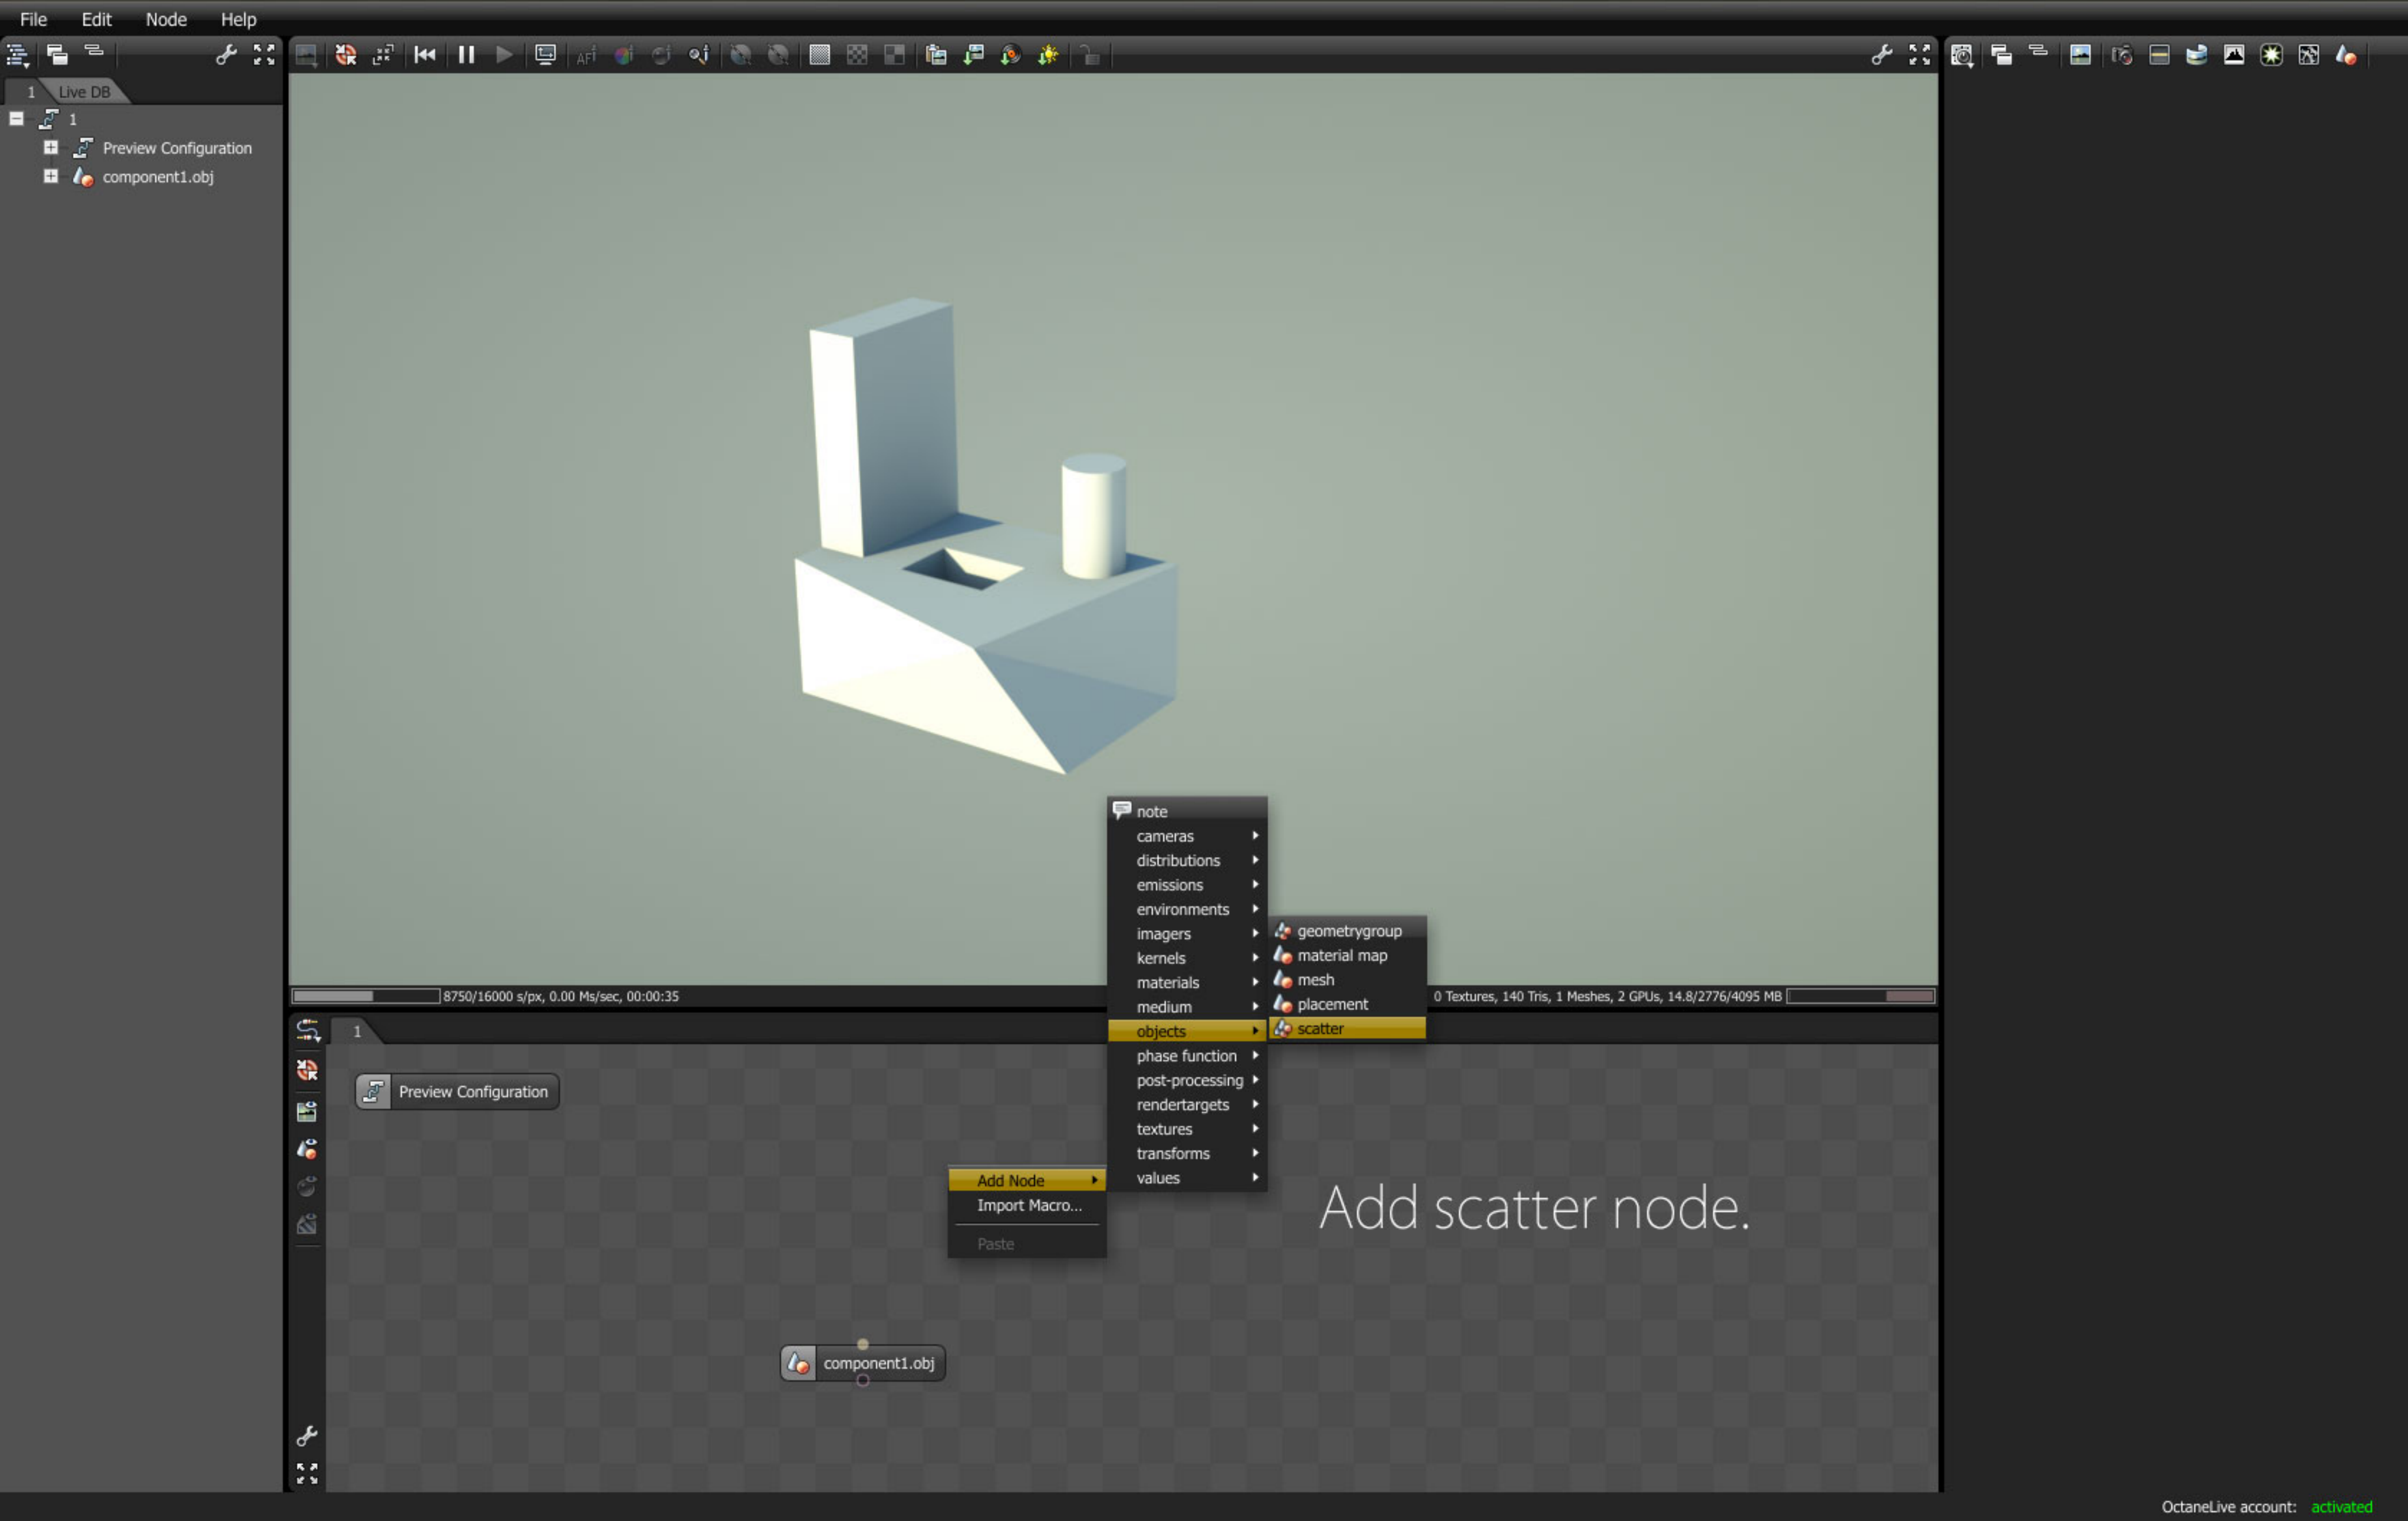 File Edit Node Help
1 Live DB
1
Preview Configuration
component1.obj
note
cameras
distributions
emissions
environments
imagers
kernels
materials
medium
objects
phase function
post-processing
rendertargets
textures
transforms
values
geometrygroup
material map
mesh
placement
scatter
8750/16000 s/px, 0.00 Ms/sec, 00:00:35
0 Textures, 140 Tris, 1 Meshes, 2 GPUs, 14.8/2776/4095 MB
1
Preview Configuration
Add Node
Import Macro...
Paste
Add scatter node.
component1.obj
OctaneLive account: activated